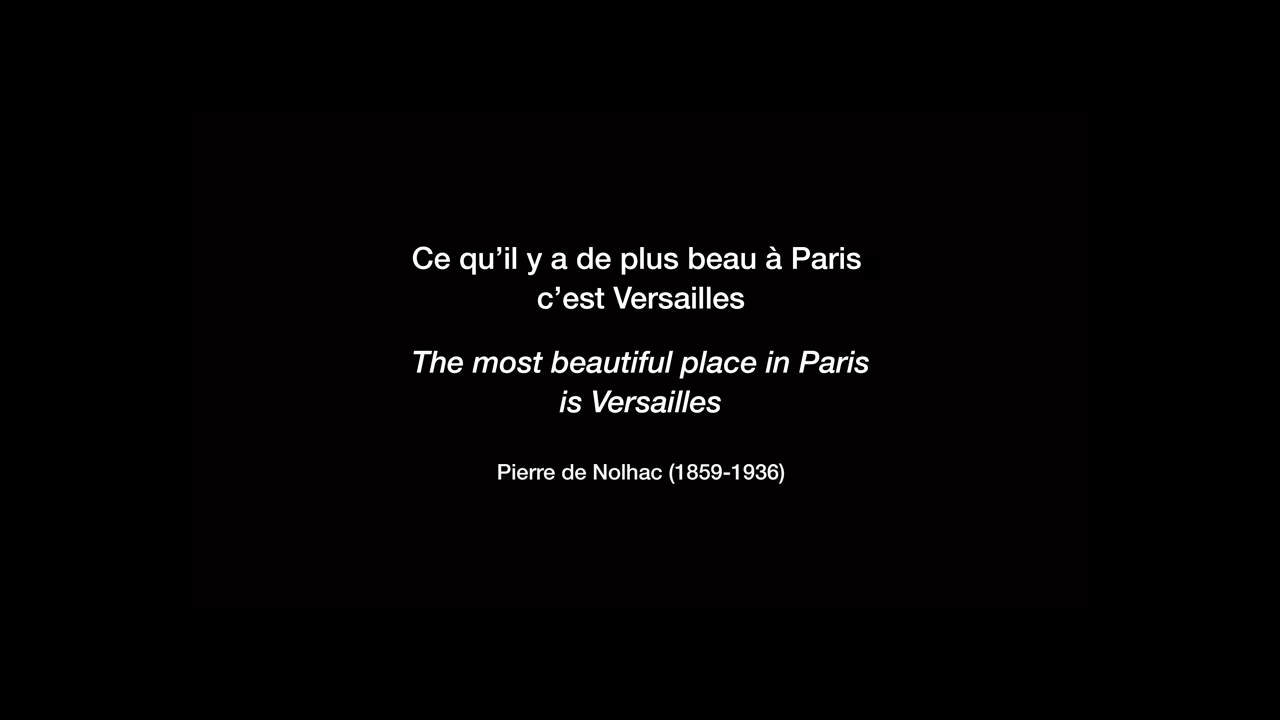 Ce qu’il y a de plus beau à Paris
c’est Versailles
The most beautiful place in Paris
is Versailles
Pierre de Nolhac (1859-1936)